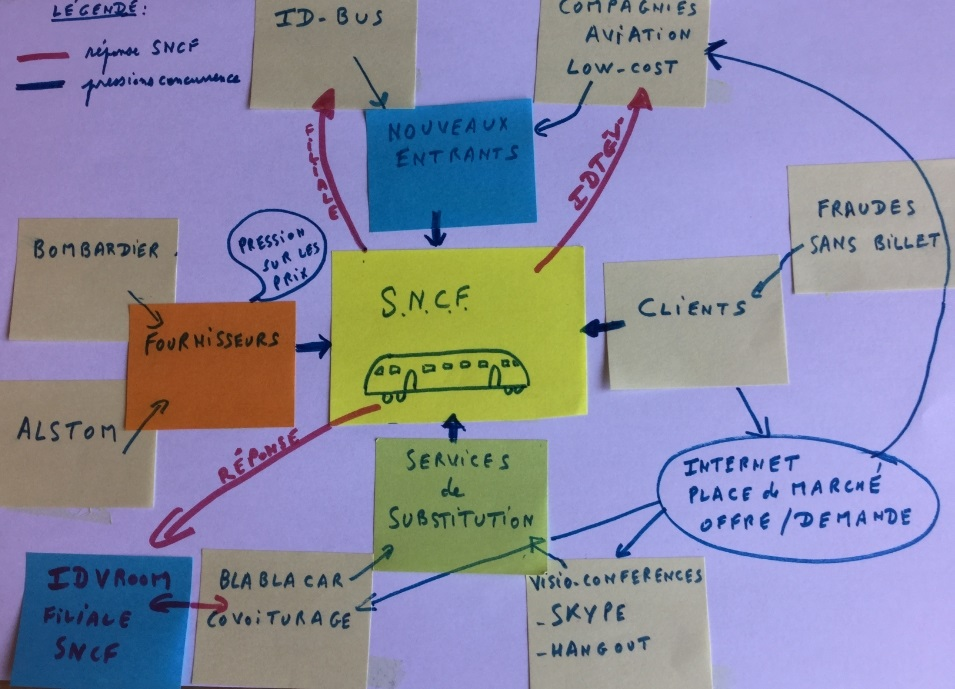 LÉGENDE:
réponse SNCF
pressions concurrence
ID-BUS
COMPAGNIES
AVIATION
LOW-COST
NOUVEAUX
ENTRANTS
FILIALE
IDTGV
FRAUDES
SANS BILLET
BOMBARDIER
PRESSION
SUR LES
PRIX
S.N.C.F.
CLIENTS
FOURNISSEURS
ALSTOM
RÉPONSE
SERVICES
de
SUBSTITUTION
INTERNET
PLACE de MARCHÉ
OFFRE/DEMANDE
IDVROOM
FILIALE
SNCF
BLABLACAR
COVOITURAGE
VISIO-CONFERENCES
-SKYPE
-HANGOUT